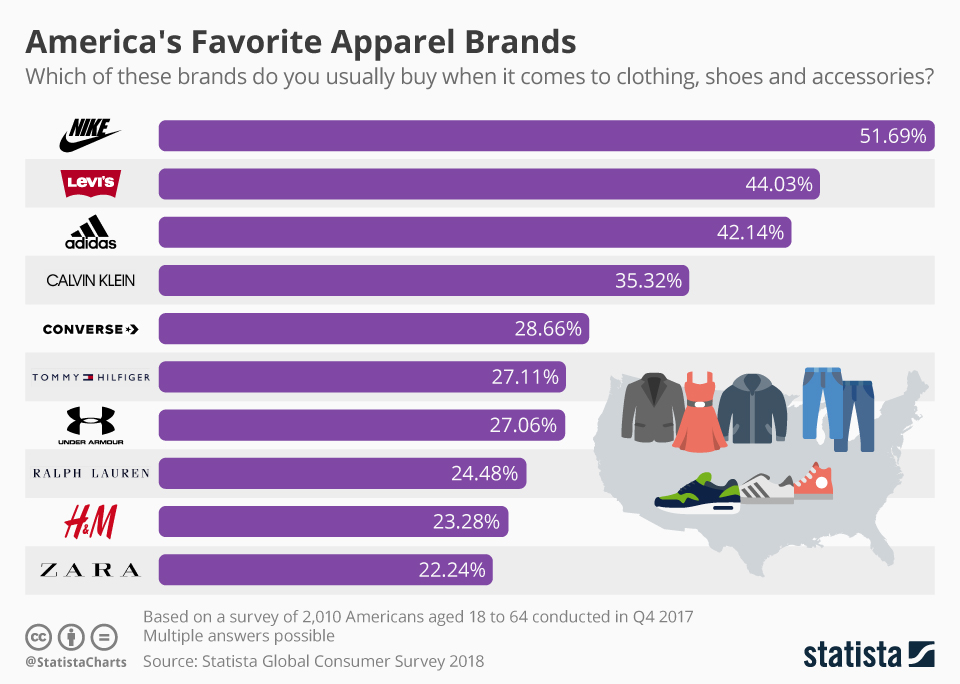 America's Favorite Apparel Brands
Which of these brands do you usually buy when it comes to clothing, shoes and accessories?
NIKE 51.69%
Levi's 44.03%
adidas 42.14%
CALVIN KLEIN 35.32%
CONVERSE 28.66%
TOMMY HILFIGER 27.11%
UNDER ARMOUR 27.06%
RALPH LAUREN 24.48%
H&M 23.28%
ZARA 22.24%
Based on a survey of 2,010 Americans aged 18 to 64 conducted in Q4 2017
Multiple answers possible
cc
@StatistaCharts
Source: Statista Global Consumer Survey 2018
statista